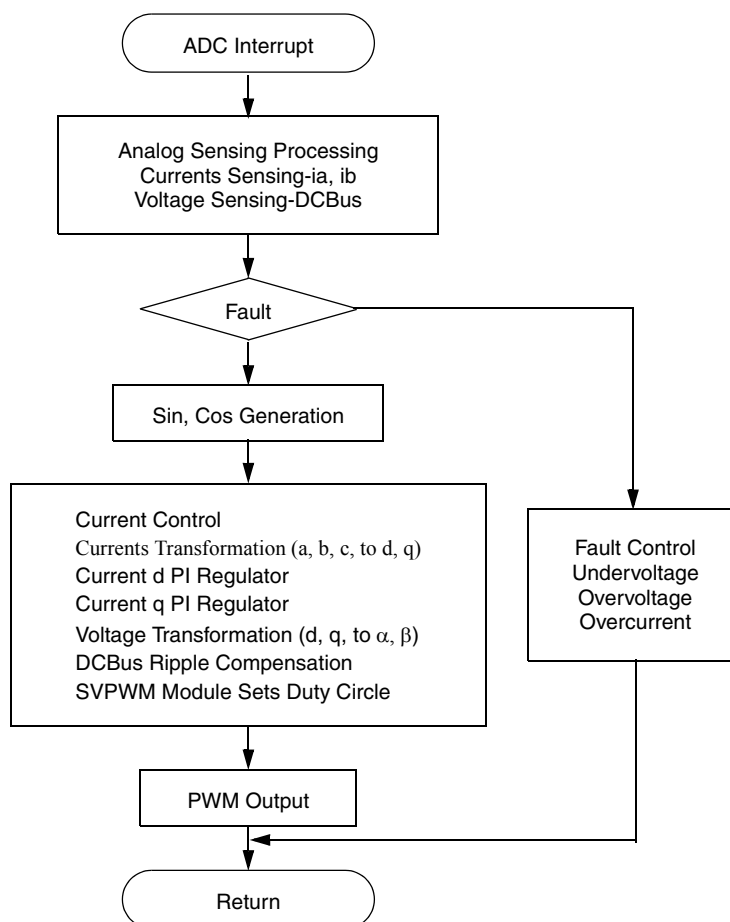 ADC Interrupt
Analog Sensing Processing
Currents Sensing-ia, ib
Voltage Sensing-DCBus
Fault
Sin, Cos Generation
Current Control
Currents Transformation (a, b, c, to d, q)
Current d PI Regulator
Current q PI Regulator
Voltage Transformation (d, q, to α, β)
DCBus Ripple Compensation
SVPWM Module Sets Duty Circle
Fault Control
Undervoltage
Overvoltage
Overcurrent
PWM Output
Return